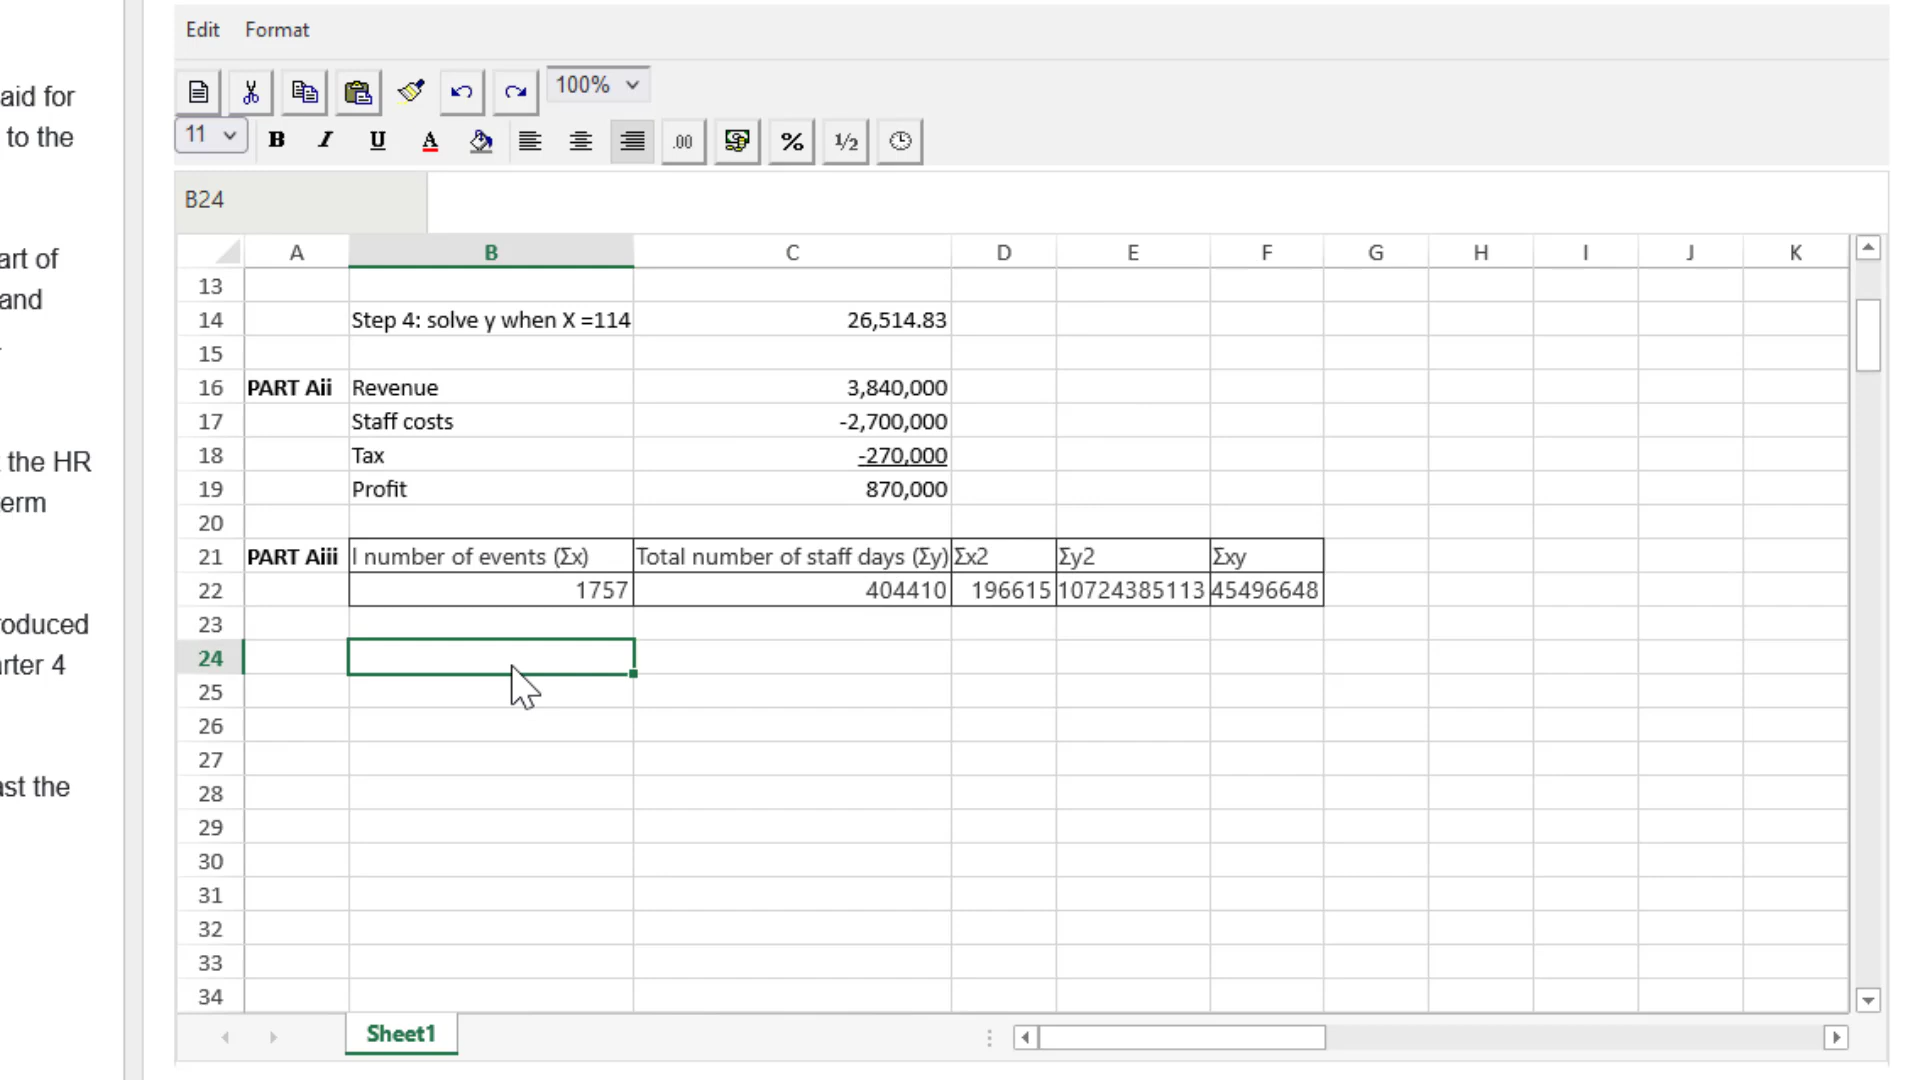 Edit Format
100%
11 B I U A .00 % 1/2
B24
aid for
to the
art of
and
the HR
erm
roduced
rter 4
ast the
A B C D E F G H I J K
13
14 Step 4: solve y when X =114 26,514.83
15
16 PART Aii Revenue 3,840,000
17 Staff costs -2,700,000
18 Tax -270,000
19 Profit 870,000
20
21 PART Aiii l number of events (Σx) Total number of staff days (Σy) Σx2 Σy2 Σxy
22 1757 404410 196615 10724385113 45496648
23
24
25
26
27
28
29
30
31
32
33
34
Sheet1